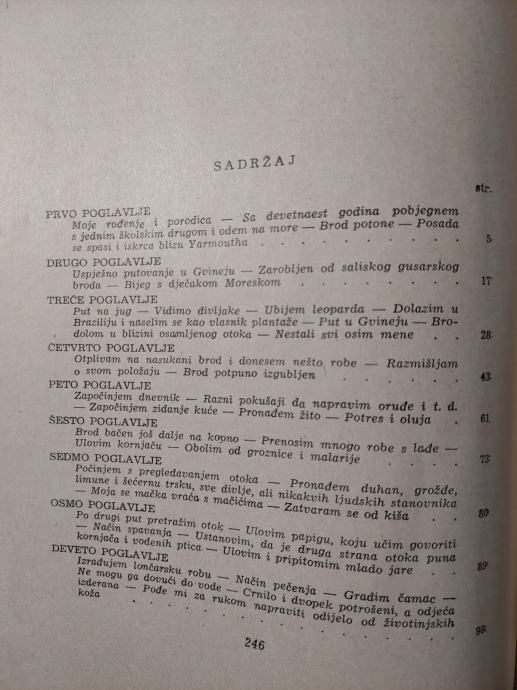 SADRŽAJ
str.
PRVO POGLAVLJE
Moje rođenje i porodica — Sa devetnaest godina pobjegnem
s jednim školskim drugom i odem na more — Brod potone — Posada
se spasi i iskrca blizu Yarmoutha . . . . . . . . . 5
DRUGO POGLAVLJE
Uspješno putovanje u Gvineju — Zarobljen od saliskog gusarskog
broda — Bijeg s dječakom Moreskom . . . . . . . 17
TREĆE POGLAVLJE
Put na jug — Vidimo divljake — Ubijem leoparda — Dolazim u
Braziliju i naselim se kao vlasnik plantaže — Put u Gvineju — Bro-
dolom u blizini osamljenog otoka — Nestali svi osim mene . . 28
ČETVRTO POGLAVLJE
Otplivam na nasukani brod i donesem nešto robe — Razmišljam
o svom položaju — Brod potpuno izgubljen . . . . . . 43
PETO POGLAVLJE
Započinjem dnevnik — Razni pokušaji da napravim oruđe i t. d.
— Započinjem zidanje kuće — Pronađem žito — Potres i oluja . 61
ŠESTO POGLAVLJE
Brod bačen još dalje na kopno — Prenosim mnogo robe s lađe —
Ulovim kornjaču — Obolim od groznice i malarije . . . . 73
SEDMO POGLAVLJE
Počinjem s pregledavanjem otoka — Pronađem duhan, grožđe,
limune i šećernu trsku, sve divlje, ali nikakvih ljudskih stanovnika
— Moja se mačka vraća s mačićima — Zatvaram se od kiša . . 80
OSMO POGLAVLJE
Po drugi put pretražim otok — Ulovim papigu, koju učim govoriti
— Način spavanja — Ustanovim, da je druga strana otoka puna
kornjača i vodenih ptica — Ulovim i pripitomim mlado jare . . 89
DEVETO POGLAVLJE
Izrađujem lončarsku robu — Način pečenja — Gradim čamac —
Ne mogu ga dovući do vode — Crnilo i dvopek potrošeni, a odjeća
izderana — Pođe mi za rukom napraviti odijelo od životinjskih
koža . . . . . . . . . . . . . 98
246